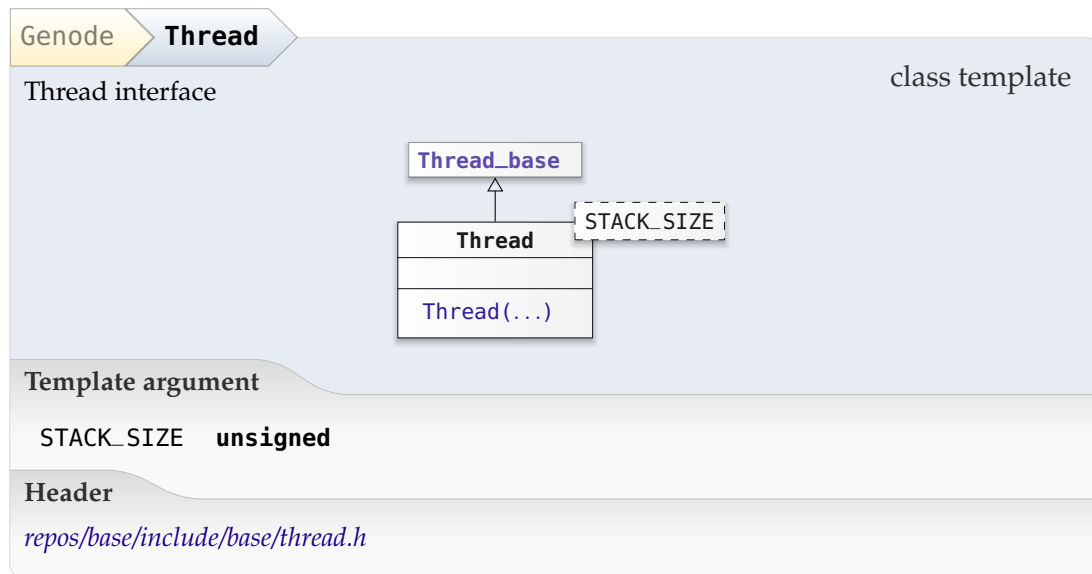 Genode Thread
class template
Thread interface
Thread_base
STACK_SIZE
Thread
Thread(...)
Template argument
STACK_SIZE unsigned
Header
repos/base/include/base/thread.h